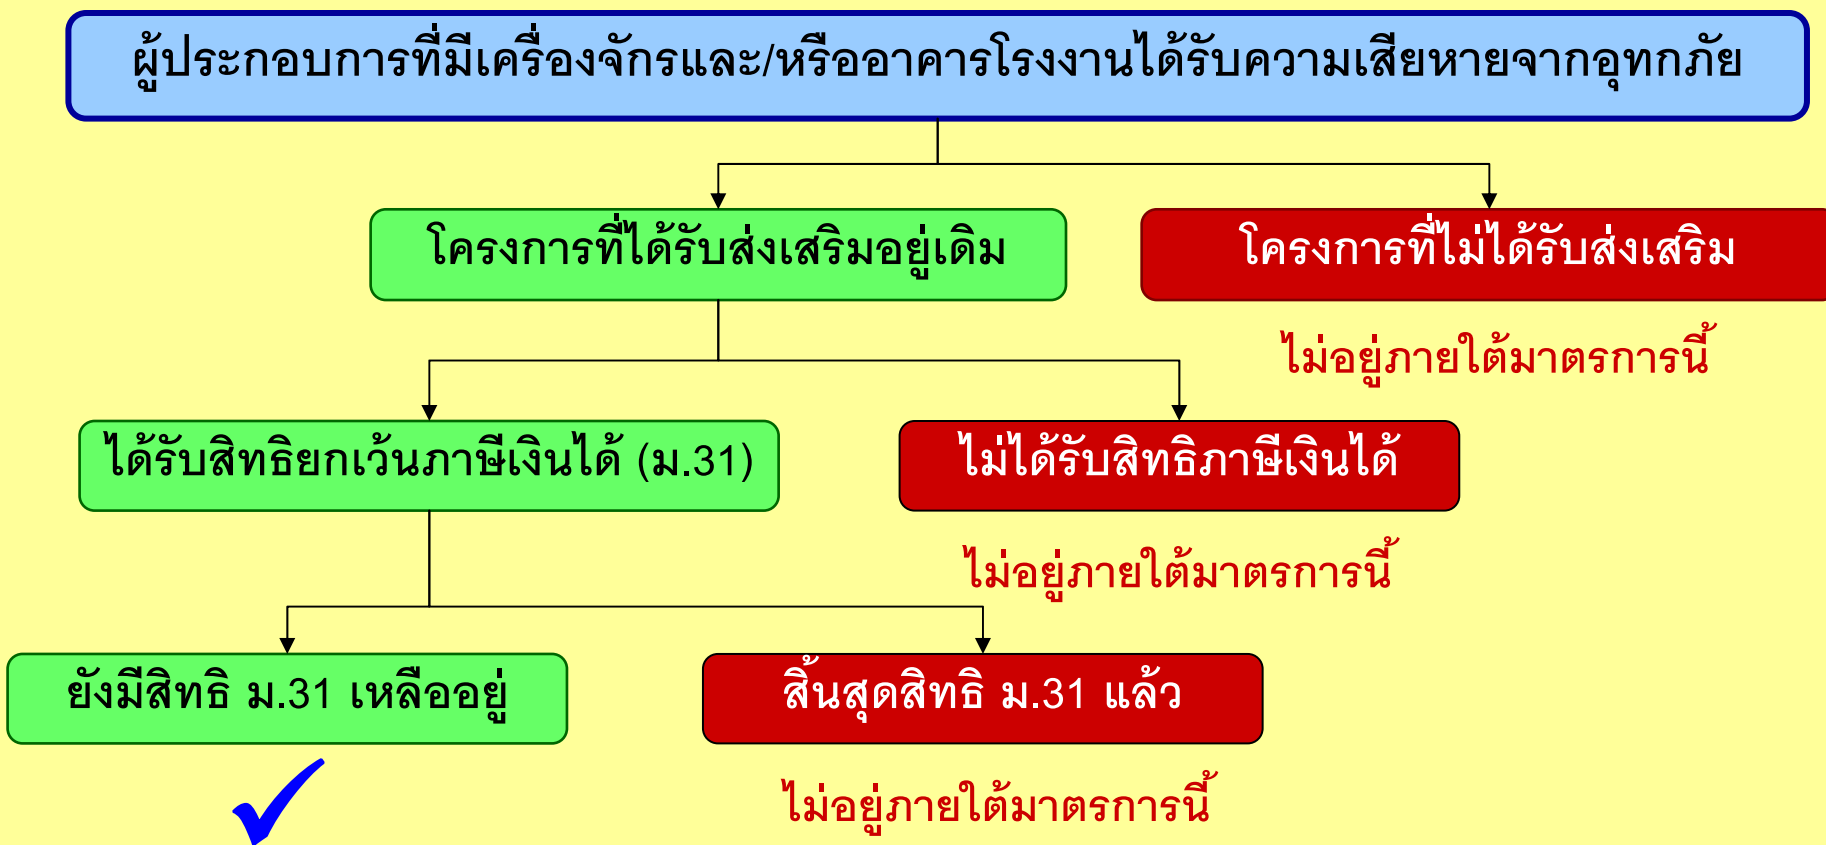 ผู้ประกอบการที่มีเครื่องจักรและ/หรืออาคารโรงงานได้รับความเสียหายจากอุทกภัย
โครงการที่ได้รับส่งเสริมอยู่เดิม
โครงการที่ไม่ได้รับส่งเสริม
ไม่อยู่ภายใต้มาตรการนี้
ได้รับสิทธิยกเว้นภาษีเงินได้ (ม.31)
ไม่ได้รับสิทธิภาษีเงินได้
ไม่อยู่ภายใต้มาตรการนี้
ยังมีสิทธิ ม.31 เหลืออยู่
สิ้นสุดสิทธิ ม.31 แล้ว
ไม่อยู่ภายใต้มาตรการนี้